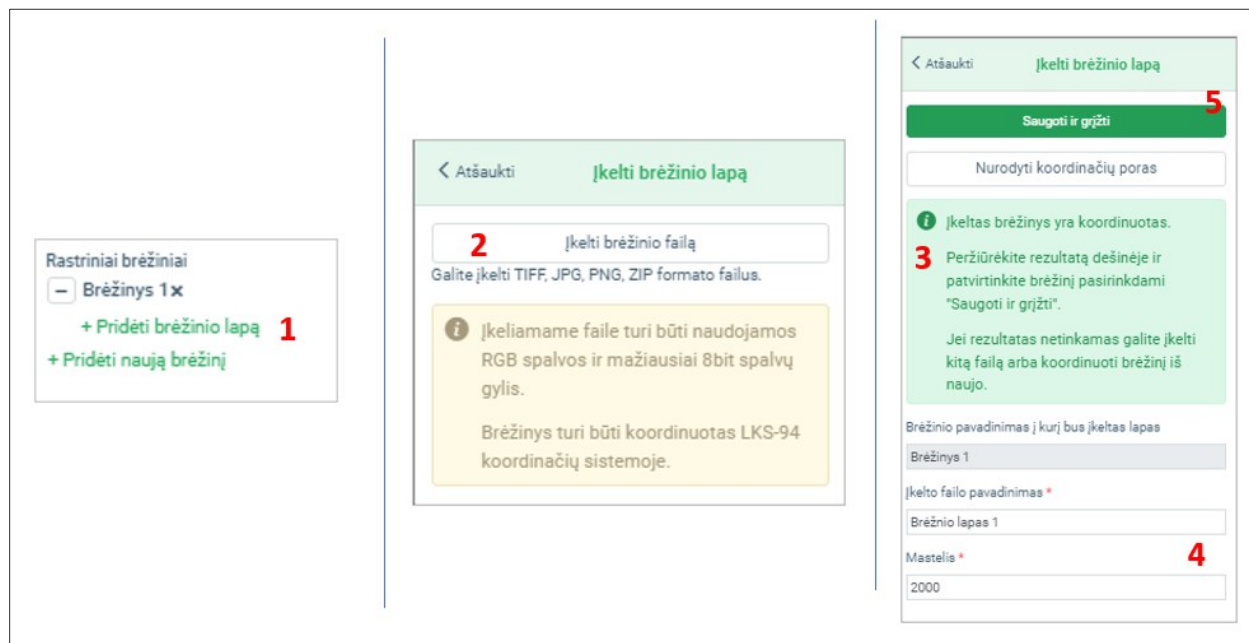 Rastriniai brėžiniai
− Brėžinys 1 ×
+ Pridėti brėžinio lapą
1
+ Pridėti naują brėžinį
< Atšaukti
Įkelti brėžinio lapą
2
Įkelti brėžinio failą
Galite įkelti TIFF, JPG, PNG, ZIP formato failus.
Įkeliamame faile turi būti naudojamos
RGB spalvos ir mažiausiai 8bit spalvų
gylis.
Brėžinys turi būti koordinuotas LKS-94
koordinačių sistemoje.
< Atšaukti
Įkelti brėžinio lapą
5
Saugoti ir grįžti
Nurodyti koordinačių poras
Įkeltas brėžinys yra koordinuotas.
3
Peržiūrėkite rezultatą dešinėje ir
patvirtinkite brėžinį pasirinkdami
"Saugoti ir grįžti".
Jei rezultatas netinkamas galite įkelti
kitą failą arba koordinuoti brėžinį iš
naujo.
Brėžinio pavadinimas į kurį bus įkeltas lapas
Brėžinys 1
Įkelto failo pavadinimas *
Brėžnio lapas 1
4
Mastelis *
2000